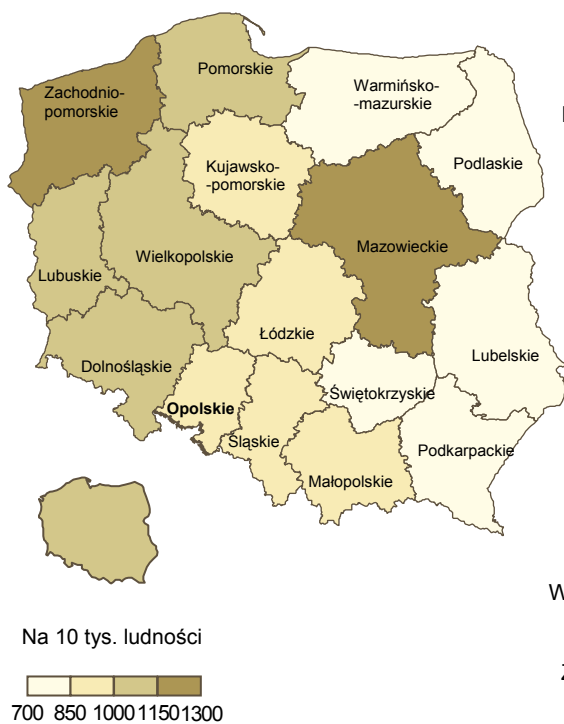 Pomorskie
Zachodnio-
pomorskie
Warmińsko-
-mazurskie
Podlaskie
Kujawsko-
-pomorskie
Mazowieckie
Wielkopolskie
Lubuskie
Łódzkie
Lubelskie
Dolnośląskie
Świętokrzyskie
Opolskie
Śląskie
Podkarpackie
Małopolskie
W
Na 10 tys. ludności
700 850 1000 1150 1300